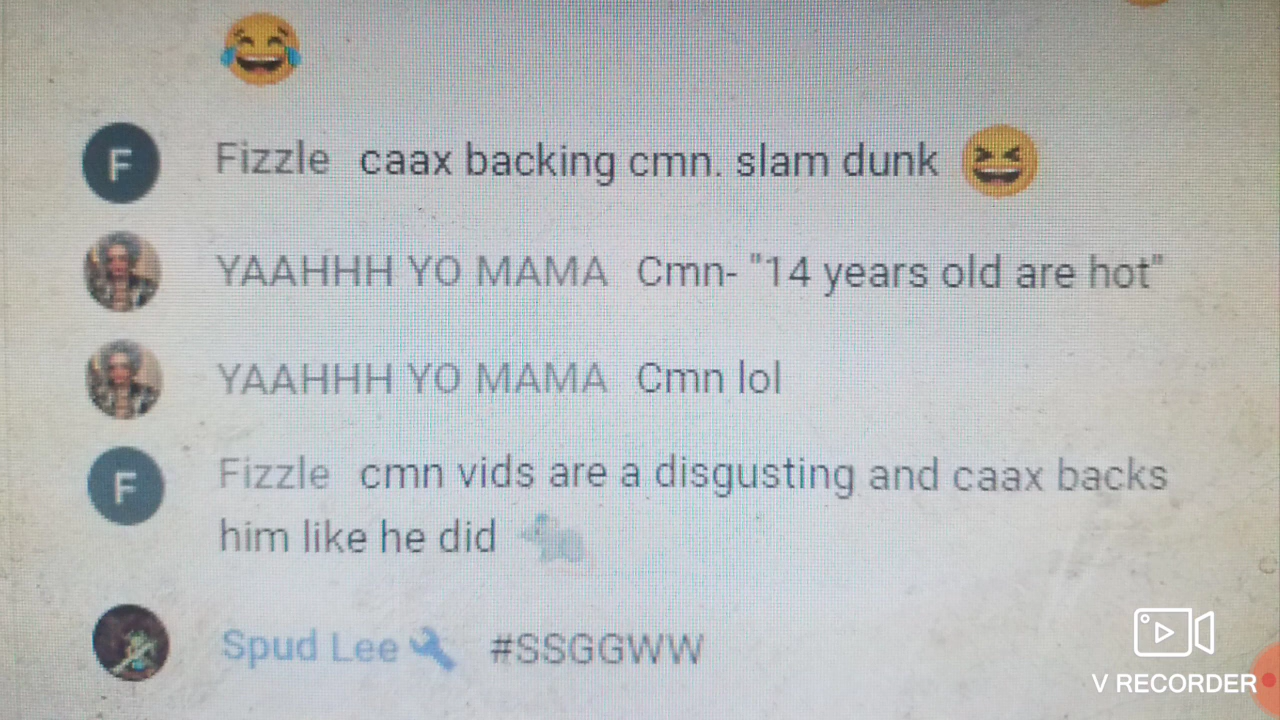 😂
F Fizzle caax backing cmn. slam dunk 😆
YAAHHH YO MAMA Cmn- "14 years old are hot"
YAAHHH YO MAMA Cmn lol
F Fizzle cmn vids are a disgusting and caax backs
him like he did 🐀
Spud Lee🔧 #SSGGWW
V RECORDER